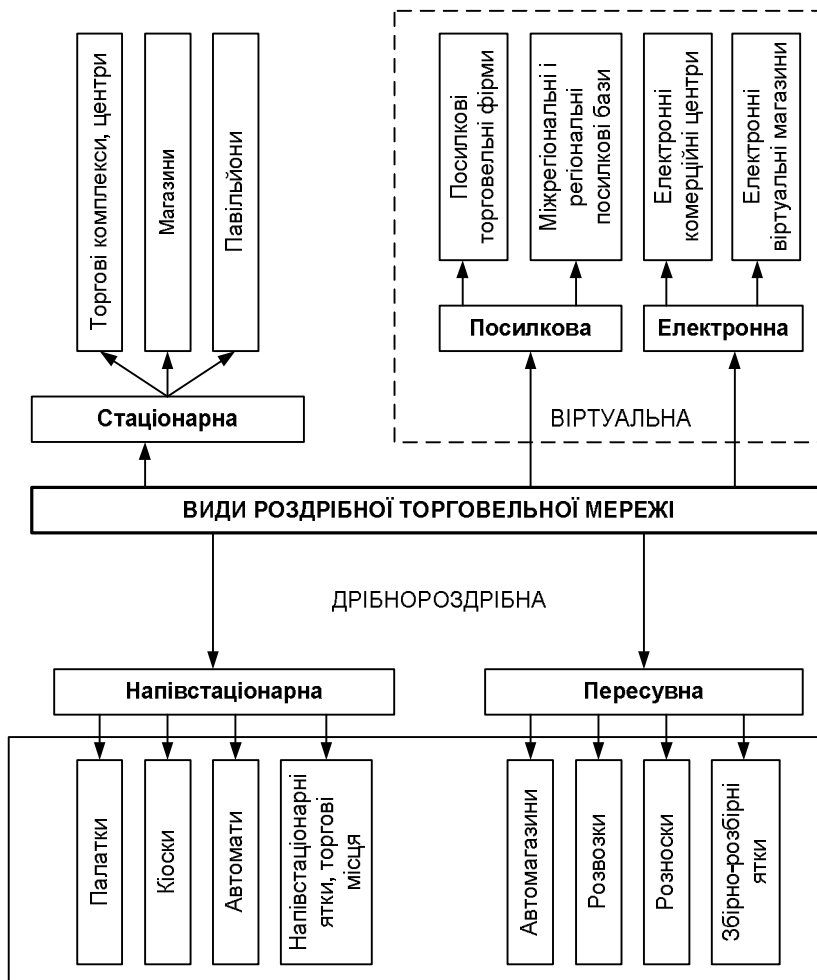 Торгові комплекси, центри
Магазини
Павільйони
Посилкові
торговельні фірми
Міжрегіональні і
регіональні
посилкові бази
Електронні
комерційні центри
Електронні
віртуальні магазини
Посилкова
Електронна
Стаціонарна
ВІРТУАЛЬНА
ВИДИ РОЗДРІБНОЇ ТОРГОВЕЛЬНОЇ МЕРЕЖІ
ДРІБНОРОЗДРІБНА
Напівстаціонарна
Пересувна
Палатки
Кіоски
Автомати
Напівстаціонарні
ятки, торгові
місця
Автомагазини
Розвозки
Розноски
Збірно-розбірні
ятки